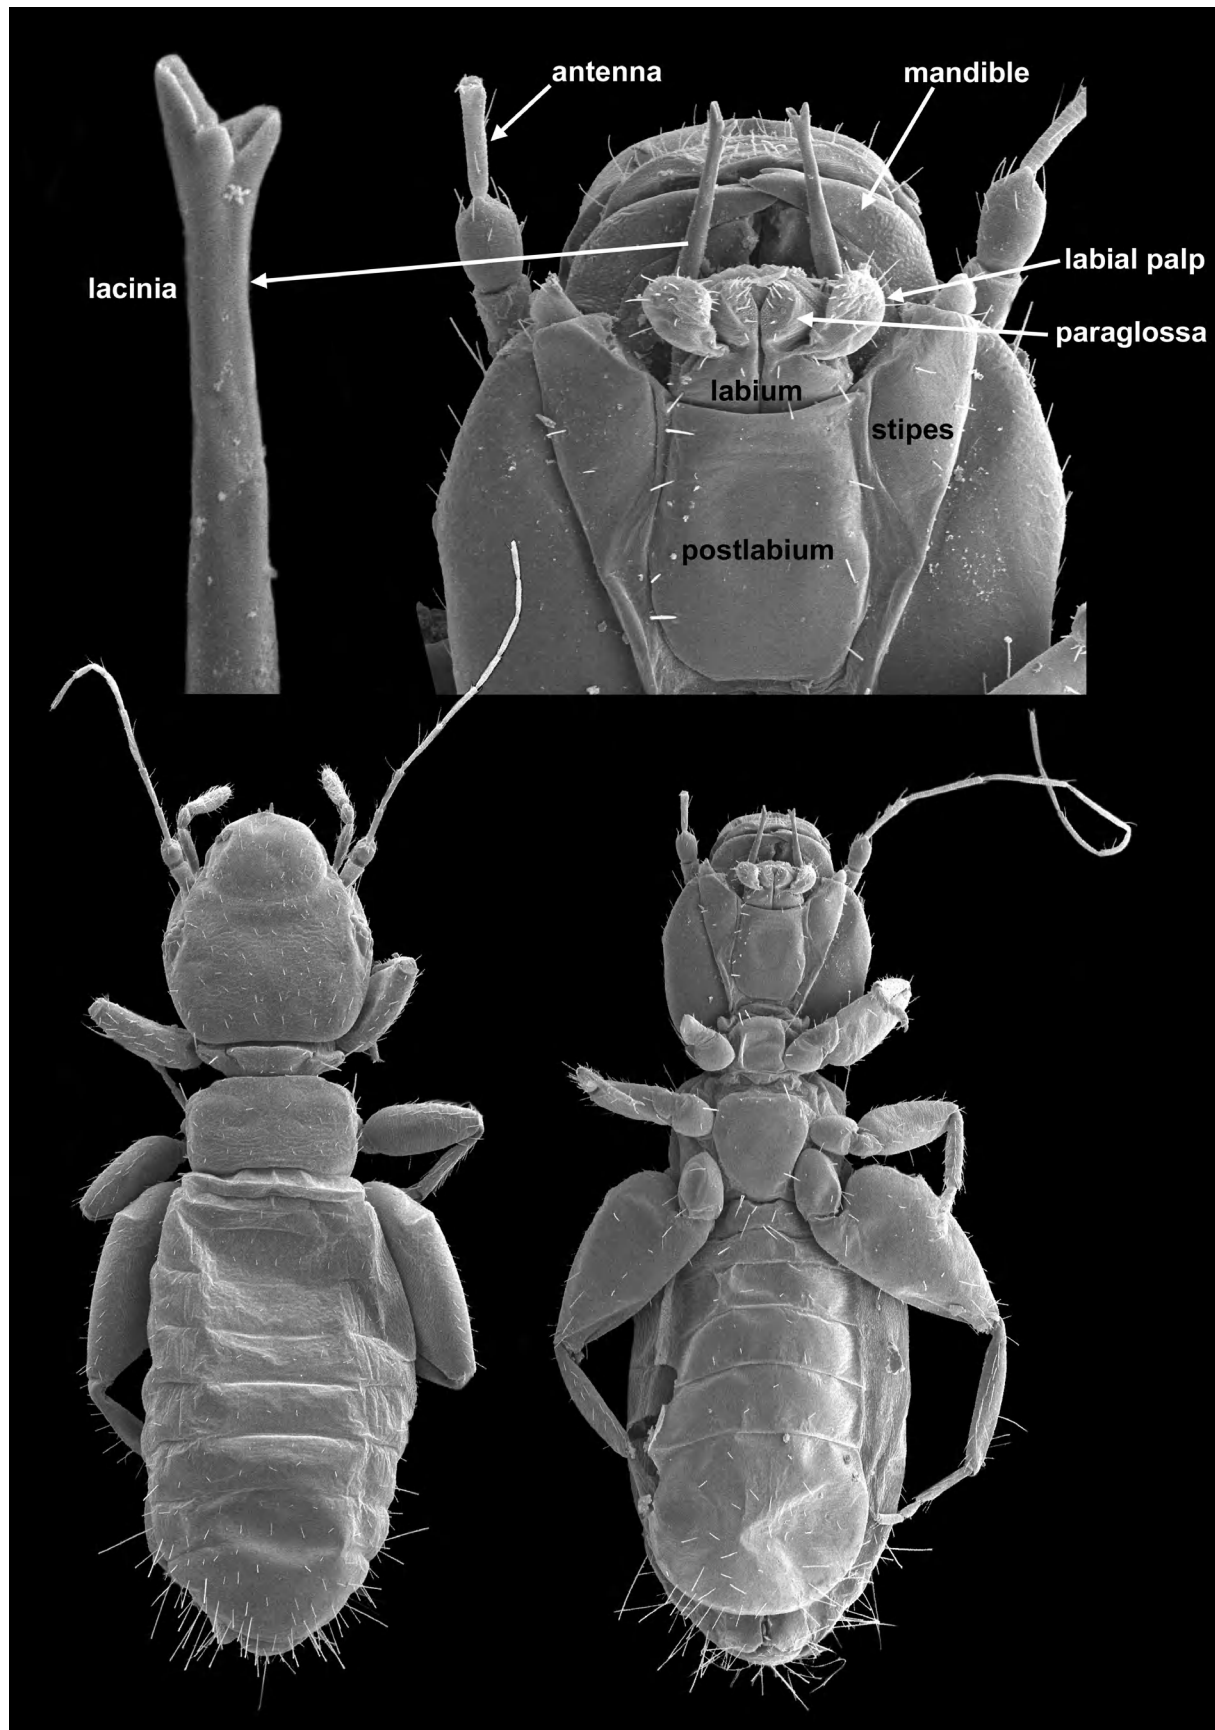 antenna
mandible
lacinia
labial palp
paraglossa
labium
stipes
postlabium